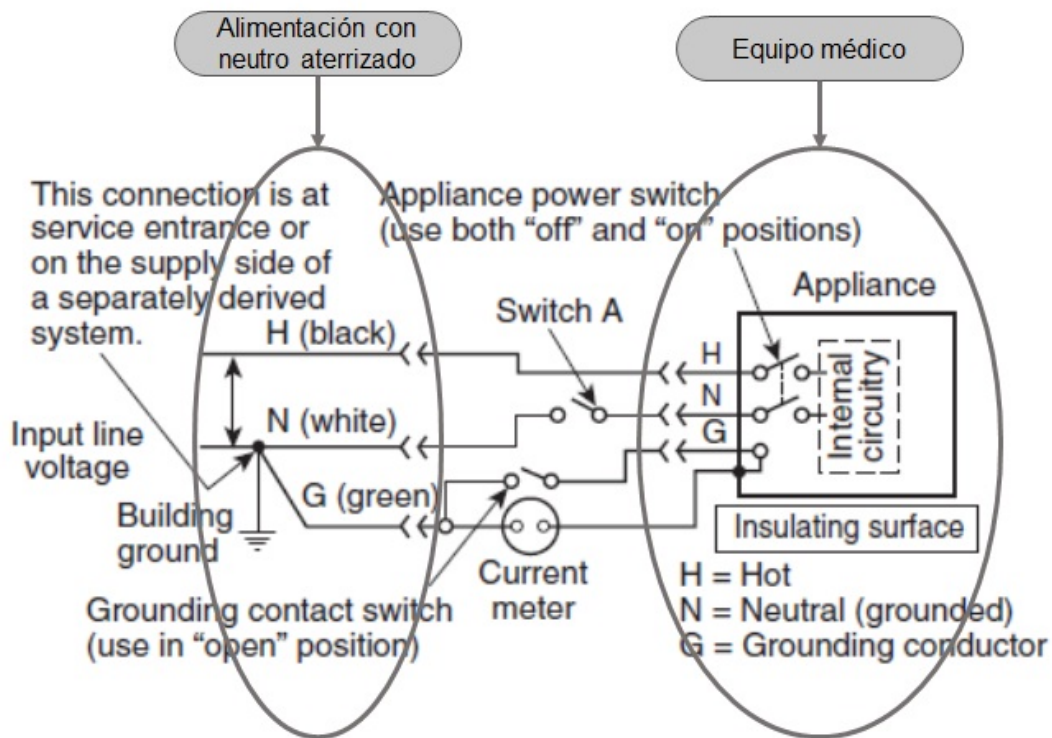 Alimentación con
neutro aterrizado
Equipo médico
This connection is at
service entrance or
on the supply side of
a separately derived
system.
Appliance power switch
(use both “off” and “on” positions)
Switch A
Appliance
H (black)
H
N (white)
N
G
Internal
circuitry
Input line
voltage
G (green)
Building
ground
Insulating surface
Current
meter
Grounding contact switch
(use in “open” position)
H = Hot
N = Neutral (grounded)
G = Grounding conductor